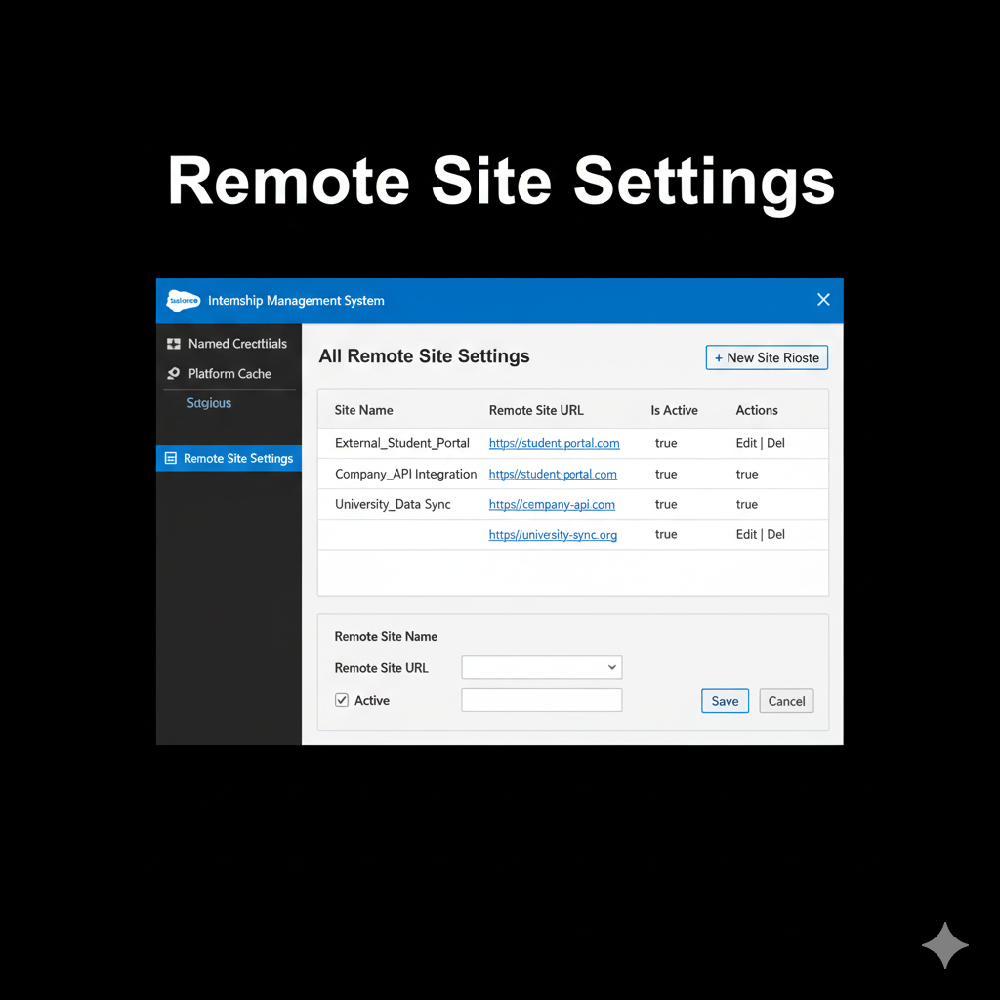 Remote Site Settings
salesforce Internship Management System
Named Crecttiials
Platform Cache
Sɑgious
Remote Site Settings
All Remote Site Settings
+ New Site Rioste
Site Name Remote Site URL Is Active Actions
External_Student_Portal https//student.portal.com true Edit | Del
Company_API Integration https//student-portal.com true true
University_Data Sync https//cempany-api.com true true
https//university-sync.org true Edit | Del
Remote Site Name
Remote Site URL
Active
Save Cancel